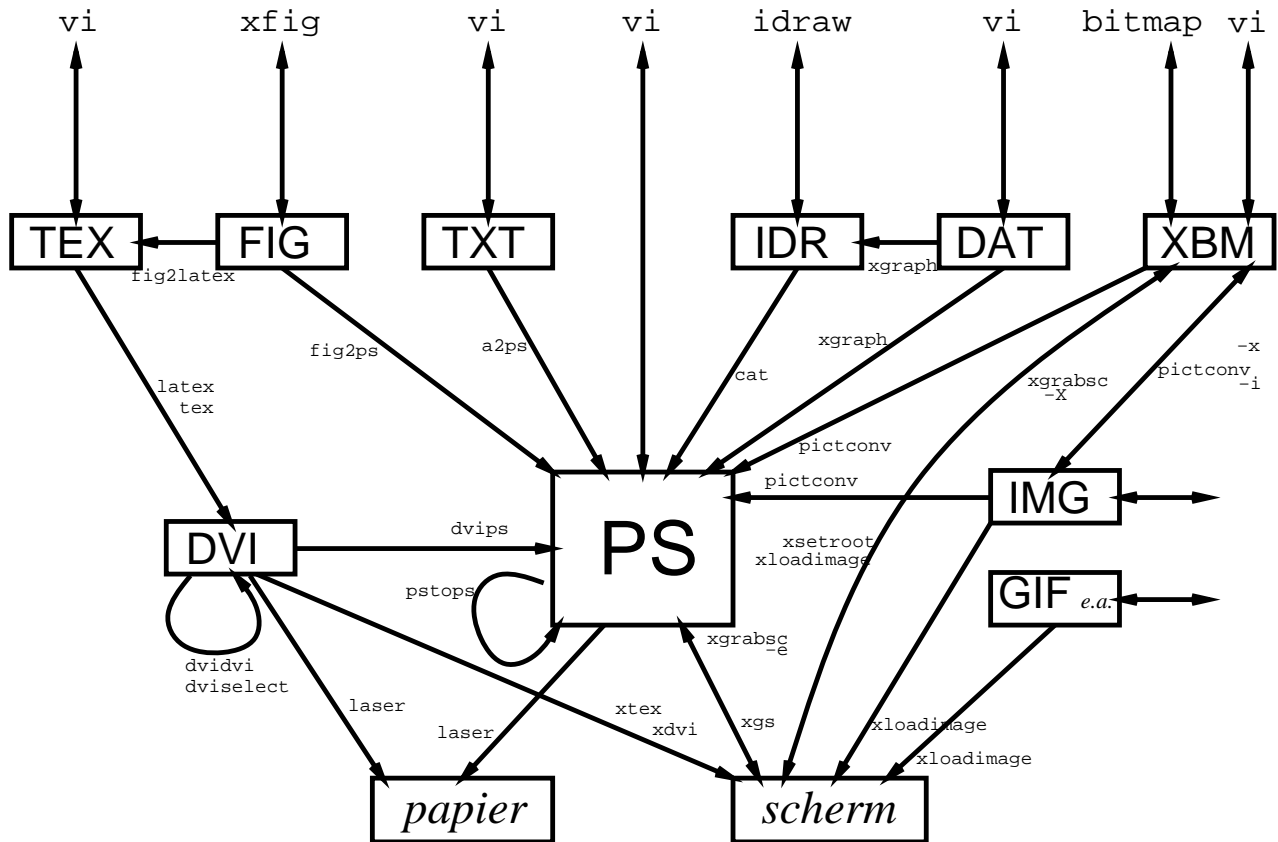 vi
xfig
vi
vi
idraw
vi
bitmap
vi
TEX
FIG
TXT
IDR
DAT
XBM
fig2latex
xgraph
fig2ps
a2ps
xgraph
cat
xgrabsc
-X
-x
pictconv
-i
latex
tex
pictconv
pictconv
IMG
DVI
dvips
PS
xsetroot
xloadimage
pstops
GIF e.a.
xgrabsc
-e
dvidvi
dviselect
laser
laser
xtex
xdvi
xgs
xloadimage
xloadimage
papier
scherm